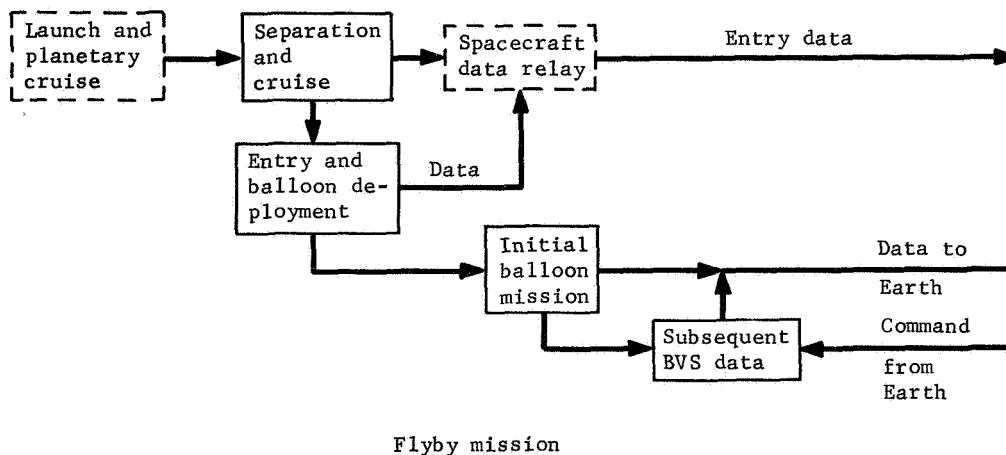 Launch and
planetary
cruise
Separation
and
cruise
Spacecraft
data relay
Entry data
Entry and
balloon de-
ployment
Data
Initial
balloon
mission
Data to
Earth
Subsequent
BVS data
Command
from
Earth
Flyby mission